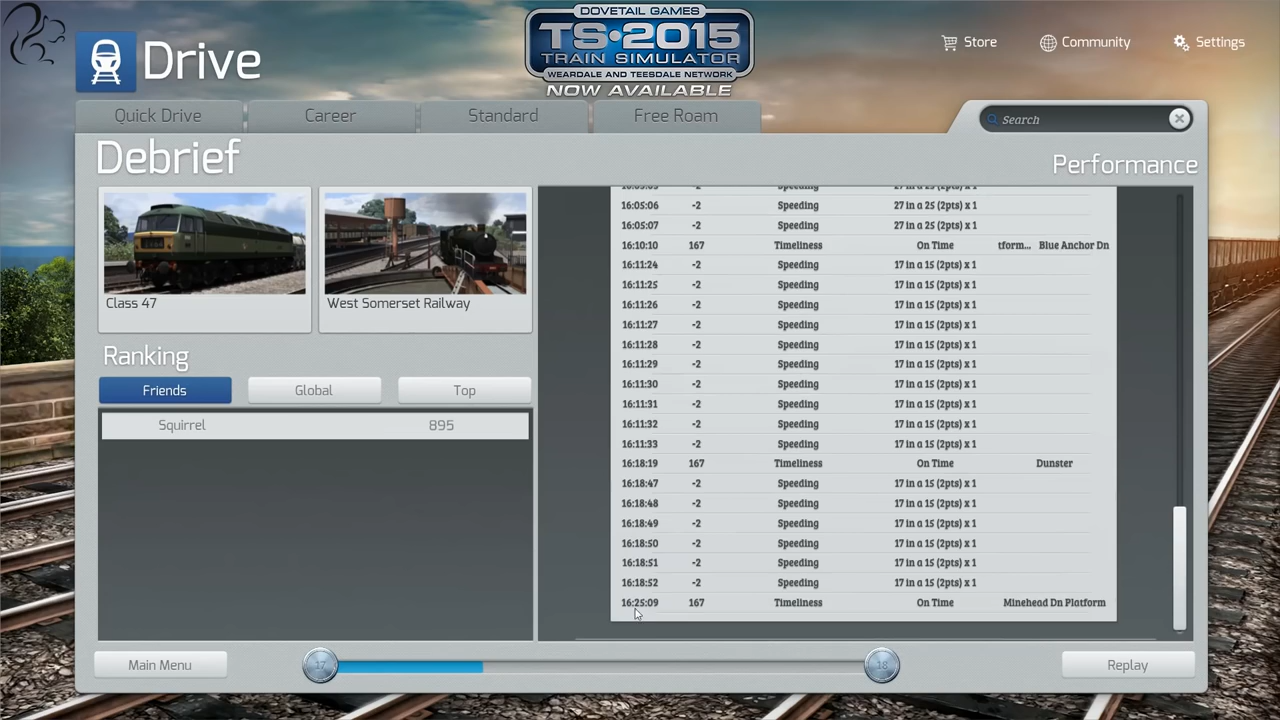 DOVETAIL GAMES
TS·2015
TRAIN SIMULATOR
WEARDALE AND TEESDALE NETWORK
NOW AVAILABLE
Drive
Store
Community
Settings
Quick Drive
Career
Standard
Free Roam
Search
Debrief
Performance
Class 47
West Somerset Railway
Ranking
Friends
Global
Top
Squirrel 895
16:05:06 -2 Speeding 27 in a 25 (2pts) x 1
16:05:07 -2 Speeding 27 in a 25 (2pts) x 1
16:10:10 167 Timeliness On Time tform... Blue Anchor Dn
16:11:24 -2 Speeding 17 in a 15 (2pts) x 1
16:11:25 -2 Speeding 17 in a 15 (2pts) x 1
16:11:26 -2 Speeding 17 in a 15 (2pts) x 1
16:11:27 -2 Speeding 17 in a 15 (2pts) x 1
16:11:28 -2 Speeding 17 in a 15 (2pts) x 1
16:11:29 -2 Speeding 17 in a 15 (2pts) x 1
16:11:30 -2 Speeding 17 in a 15 (2pts) x 1
16:11:31 -2 Speeding 17 in a 15 (2pts) x 1
16:11:32 -2 Speeding 17 in a 15 (2pts) x 1
16:11:33 -2 Speeding 17 in a 15 (2pts) x 1
16:18:19 167 Timeliness On Time Dunster
16:18:47 -2 Speeding 17 in a 15 (2pts) x 1
16:18:48 -2 Speeding 17 in a 15 (2pts) x 1
16:18:49 -2 Speeding 17 in a 15 (2pts) x 1
16:18:50 -2 Speeding 17 in a 15 (2pts) x 1
16:18:51 -2 Speeding 17 in a 15 (2pts) x 1
16:18:52 -2 Speeding 17 in a 15 (2pts) x 1
16:25:09 167 Timeliness On Time Minehead Dn Platform
Main Menu
17
18
Replay